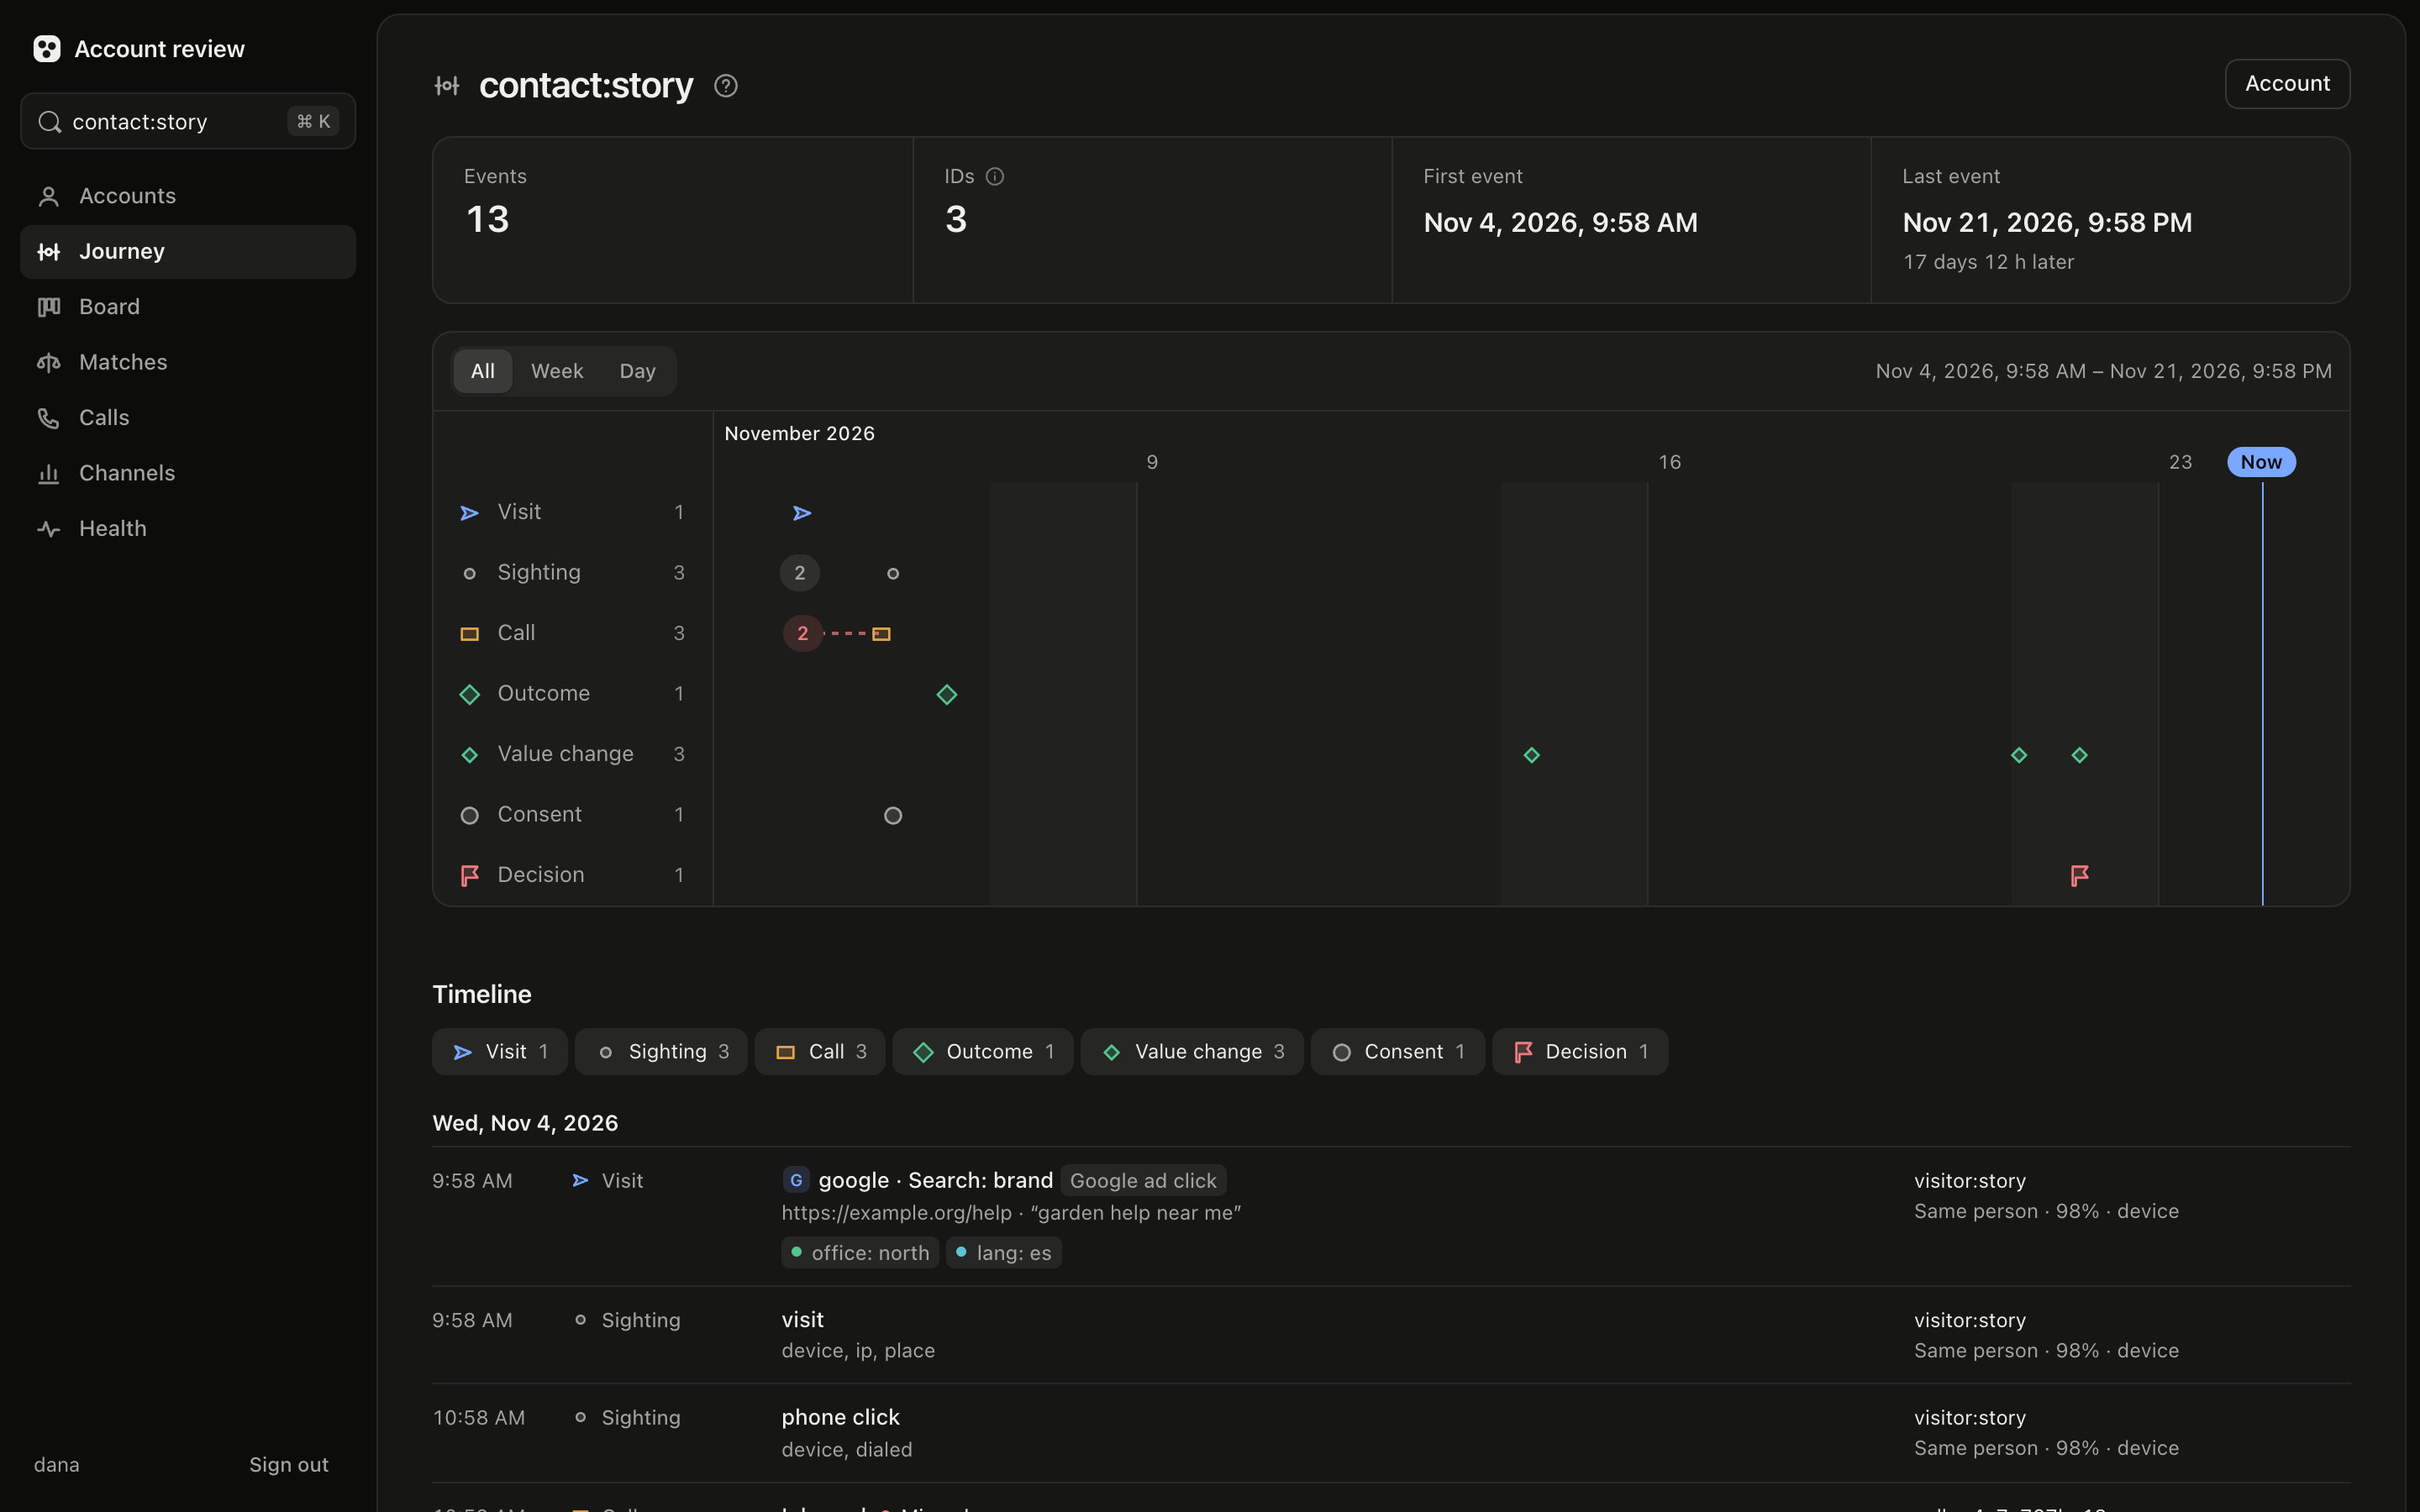 Account review
contact:story
⌘ K
Accounts
Journey
Board
Matches
Calls
Channels
Health
dana
Sign out
contact:story
Account
Events
13
IDs
3
First event
Nov 4, 2026, 9:58 AM
Last event
Nov 21, 2026, 9:58 PM
17 days 12 h later
All Week Day
Nov 4, 2026, 9:58 AM – Nov 21, 2026, 9:58 PM
November 2026
9 16 23 Now
Visit 1
Sighting 3
2
Call 3
2
Outcome 1
Value change 3
Consent 1
Decision 1
Timeline
Visit 1 Sighting 3 Call 3 Outcome 1 Value change 3 Consent 1 Decision 1
Wed, Nov 4, 2026
9:58 AM Visit G google · Search: brand Google ad click visitor:story
https://example.org/help · “garden help near me” Same person · 98% · device
office: north lang: es
9:58 AM Sighting visit visitor:story
device, ip, place Same person · 98% · device
10:58 AM Sighting phone click visitor:story
device, dialed Same person · 98% · device